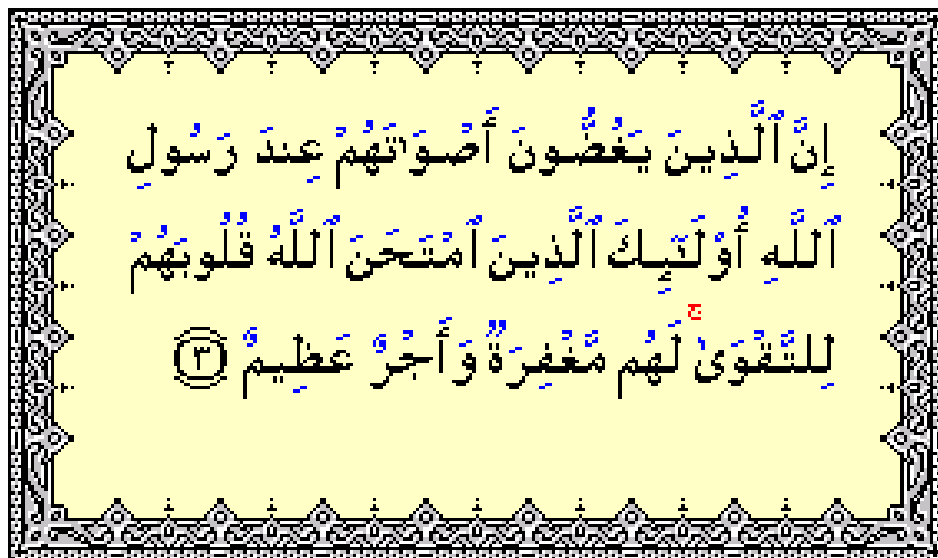 إِنَّ ٱلَّذِينَ يَغُضُّونَ أَصْوَٰتَهُمْ عِندَ رَسُولِ
ٱللَّهِ أُوْلَٰٓئِكَ ٱلَّذِينَ ٱمْتَحَنَ ٱللَّهُ قُلُوبَهُمْ
لِلتَّقْوَىٰ ۚ لَهُم مَّغْفِرَةٌ وَأَجْرٌ عَظِيمٌ ٣